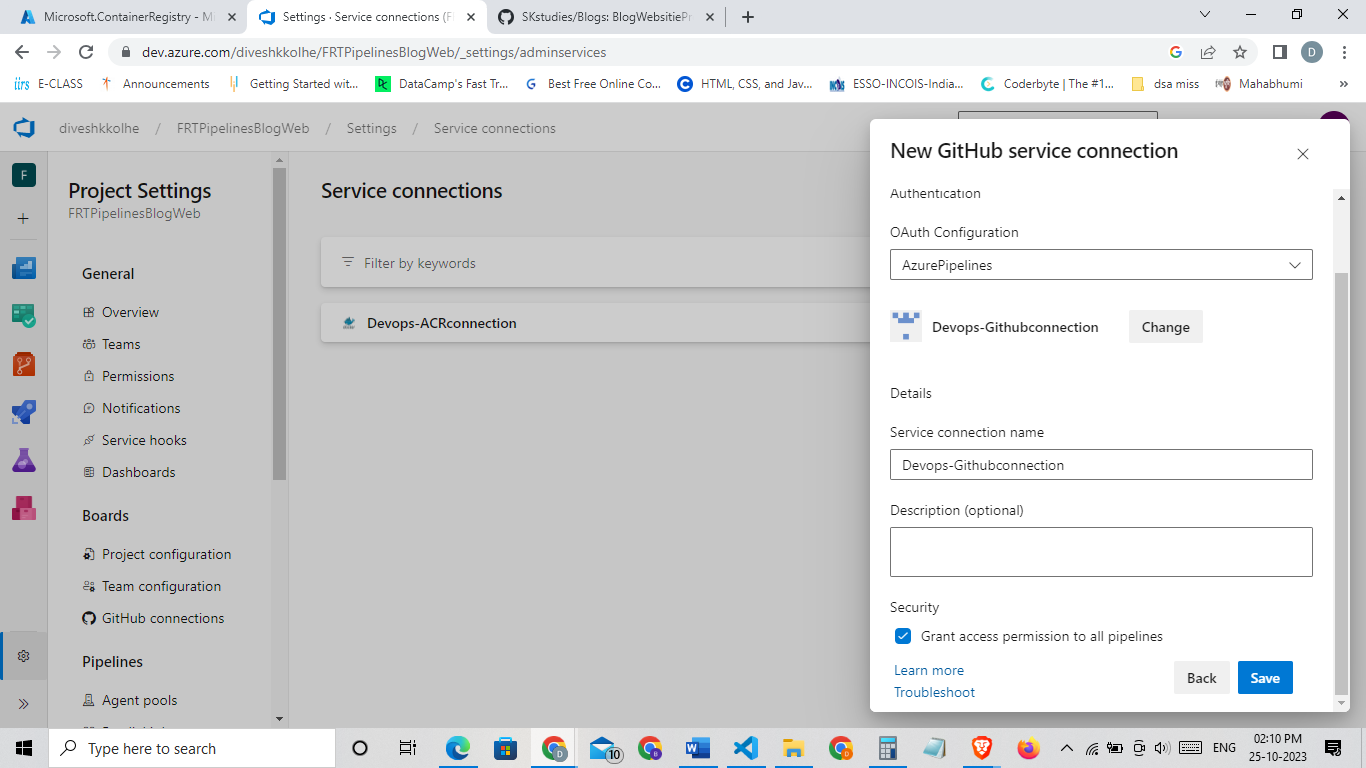 Microsoft.ContainerRegistry - M
Settings · Service connections (F
SKstudies/Blogs: BlogWebsitiePr
dev.azure.com/diveshkkolhe/FRTPipelinesBlogWeb/_settings/adminservices
D
E-CLASS
Announcements
Getting Started wit...
DataCamp's Fast Tr...
Best Free Online Co...
HTML, CSS, and Jav...
ESSO-INCOIS-India...
Coderbyte | The #1...
dsa miss
Mahabhumi
»
diveshkkolhe / FRTPipelinesBlogWeb / Settings / Service connections
F
Project Settings
FRTPipelinesBlogWeb
General
Overview
Teams
Permissions
Notifications
Service hooks
Dashboards
Boards
Project configuration
Team configuration
GitHub connections
Pipelines
Agent pools
Service connections
Filter by keywords
Devops-ACRconnection
New GitHub service connection
Authentication
OAuth Configuration
AzurePipelines
Devops-Githubconnection
Change
Details
Service connection name
Devops-Githubconnection
Description (optional)
Security
Grant access permission to all pipelines
Learn more
Troubleshoot
Back
Save
Type here to search
10
ENG
02:10 PM
25-10-2023